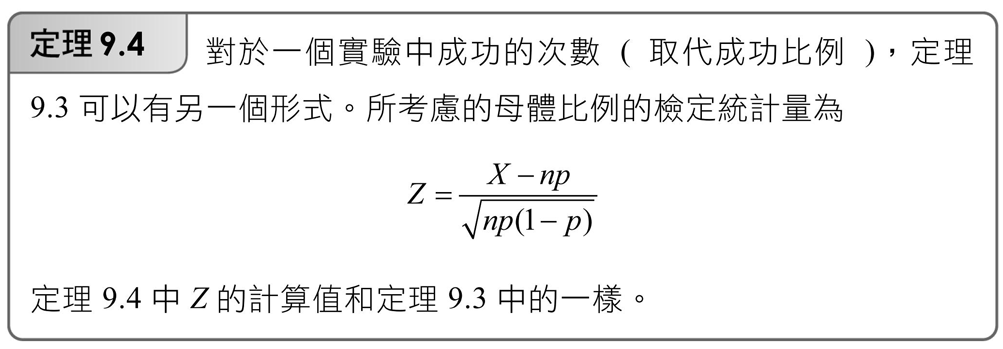 定理 9.4 對於一個實驗中成功的次數 ( 取代成功比例 )，定理
9.3 可以有另一個形式。所考慮的母體比例的檢定統計量為
Z = \frac{X - np}{\sqrt{np(1 - p)}}
定理 9.4 中 Z 的計算值和定理 9.3 中的一樣。